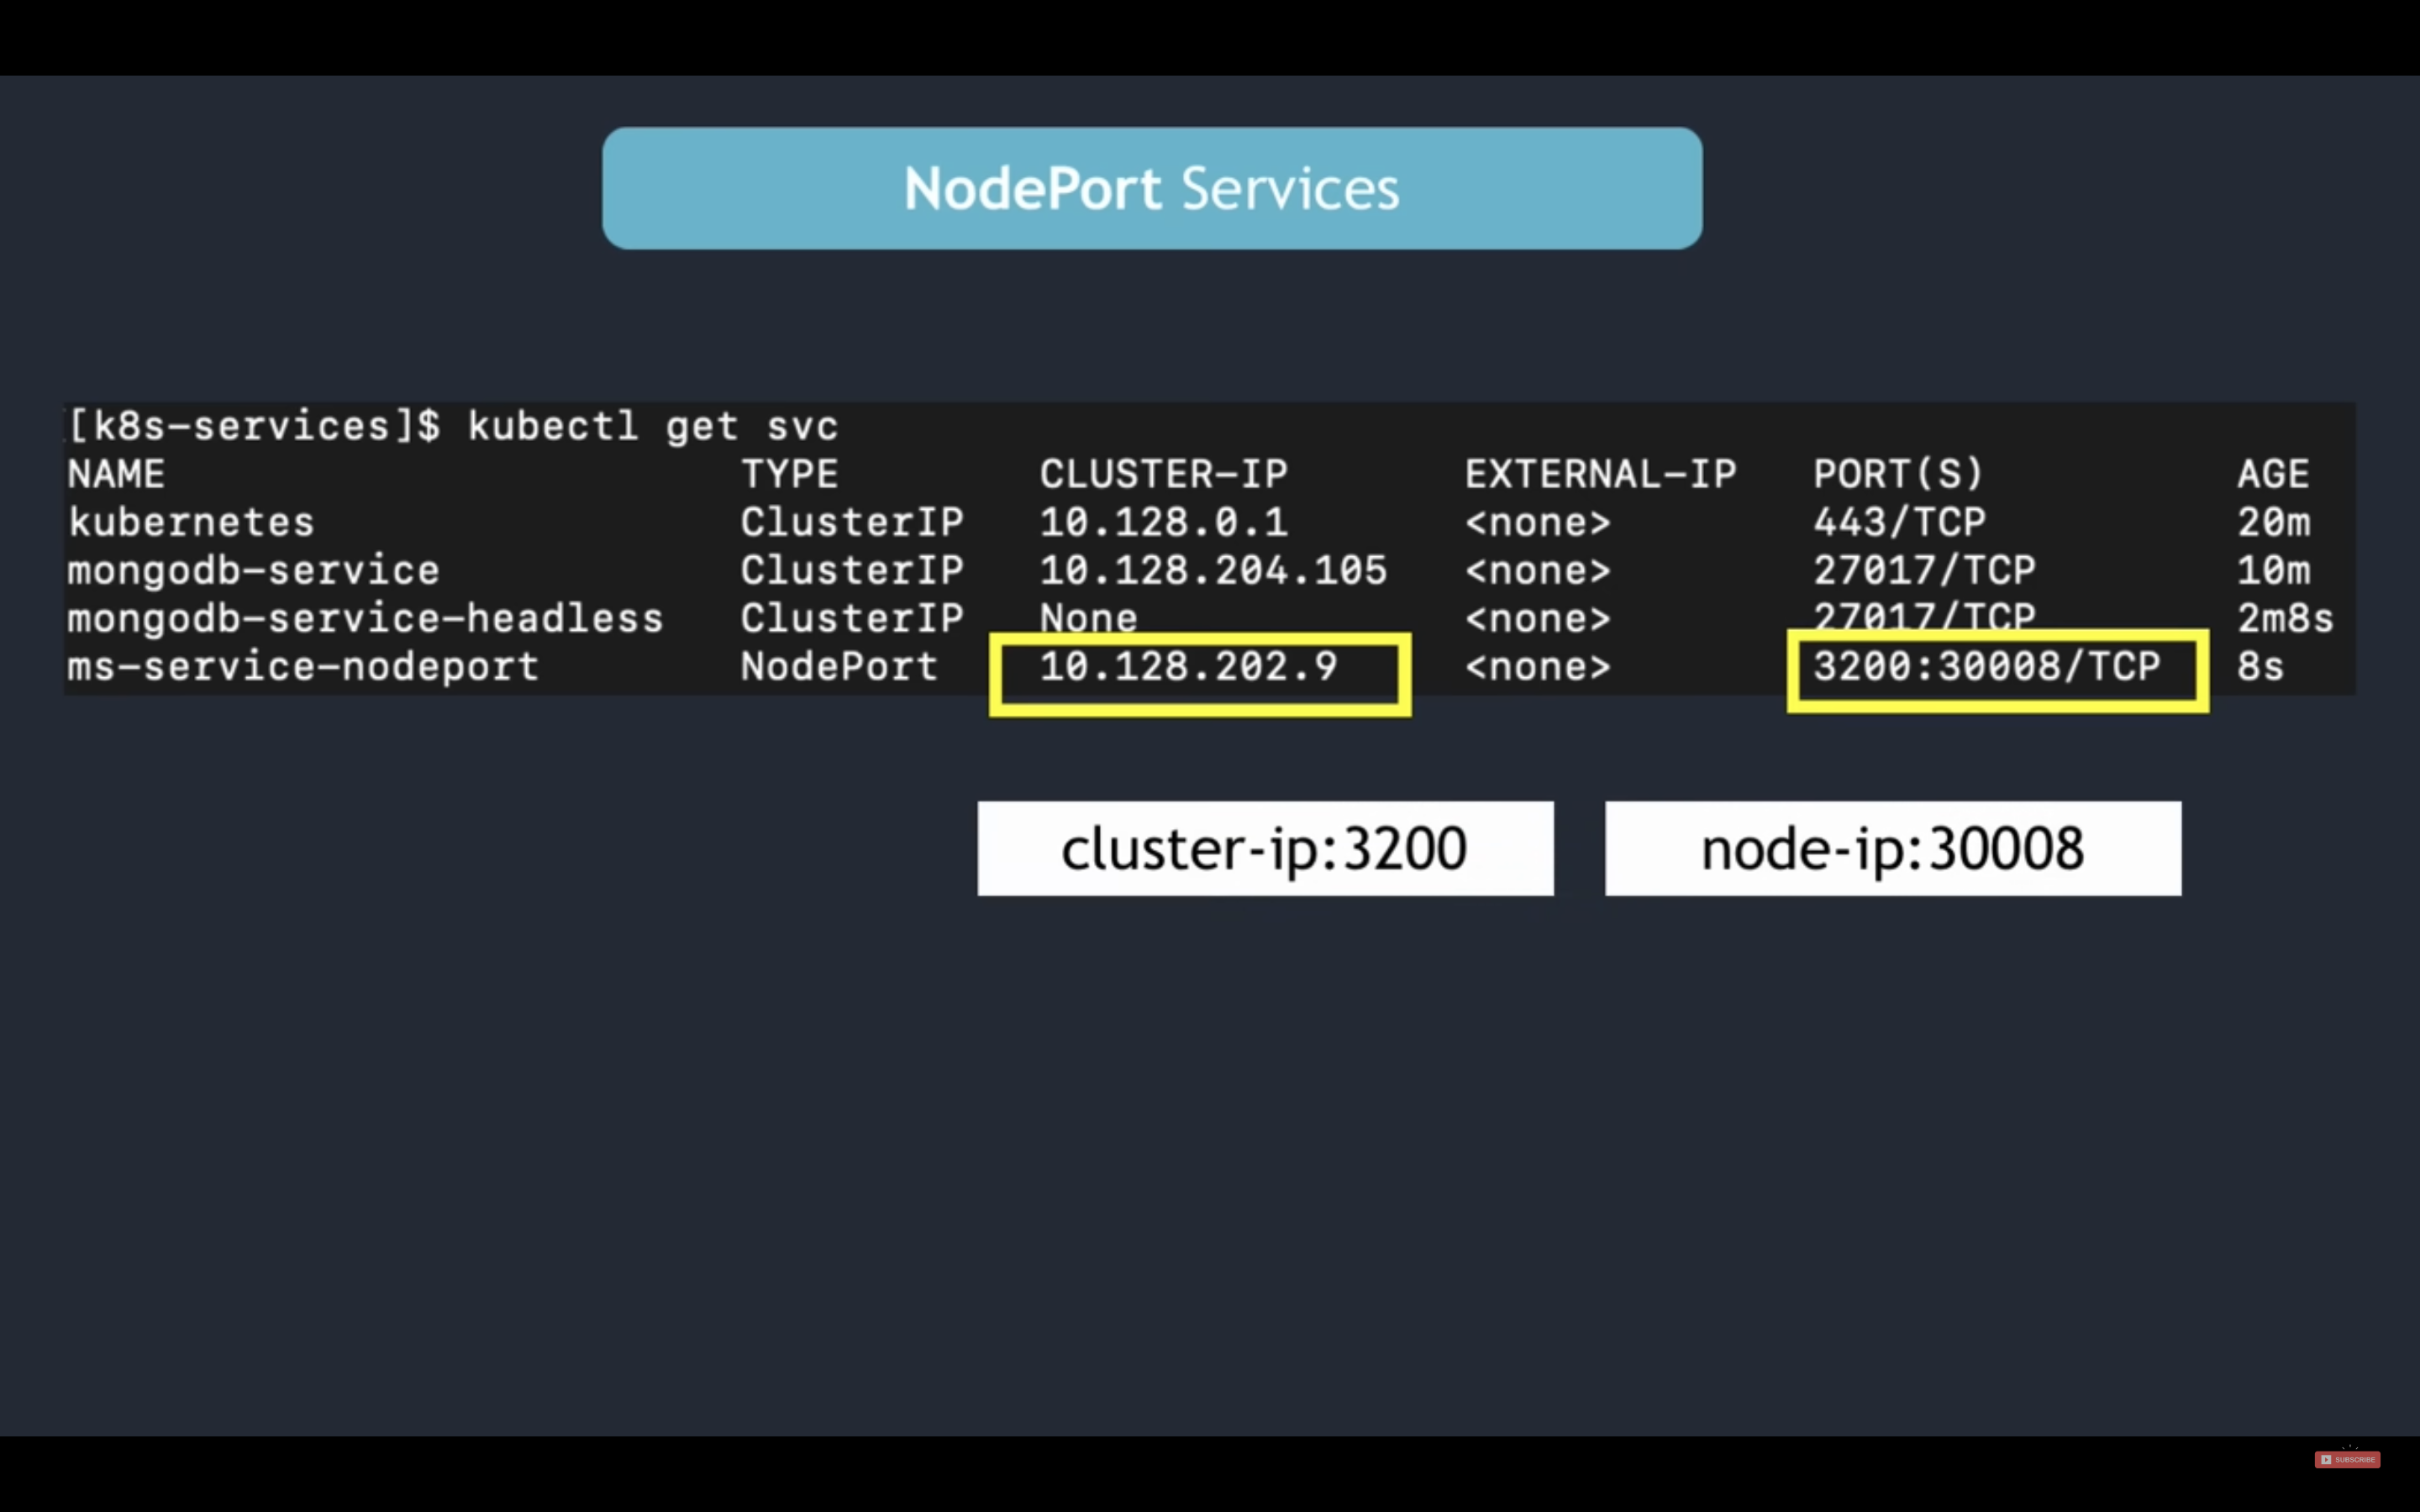 NodePort Services
[k8s-services]$ kubectl get svc
NAME TYPE CLUSTER-IP EXTERNAL-IP PORT(S) AGE
kubernetes ClusterIP 10.128.0.1 <none> 443/TCP 20m
mongodb-service ClusterIP 10.128.204.105 <none> 27017/TCP 10m
mongodb-service-headless ClusterIP None <none> 27017/TCP 2m8s
ms-service-nodeport NodePort 10.128.202.9 <none> 3200:30008/TCP 8s
cluster-ip:3200 node-ip:30008
SUBSCRIBE